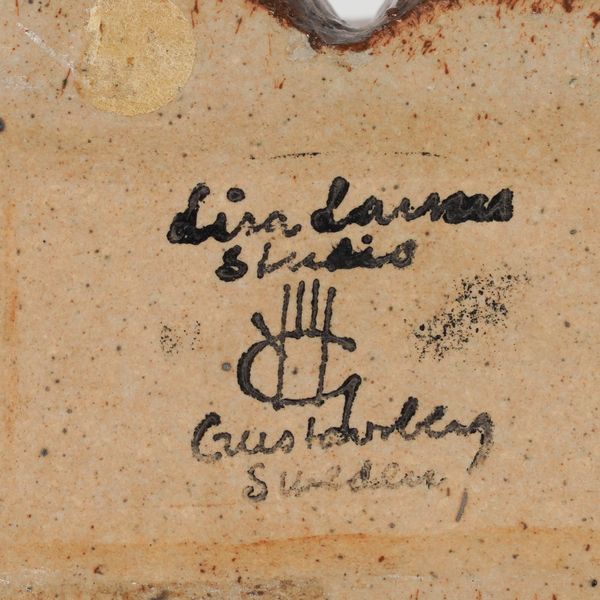 Lisa Larson
Studio
G
Gustavsberg
Sweden